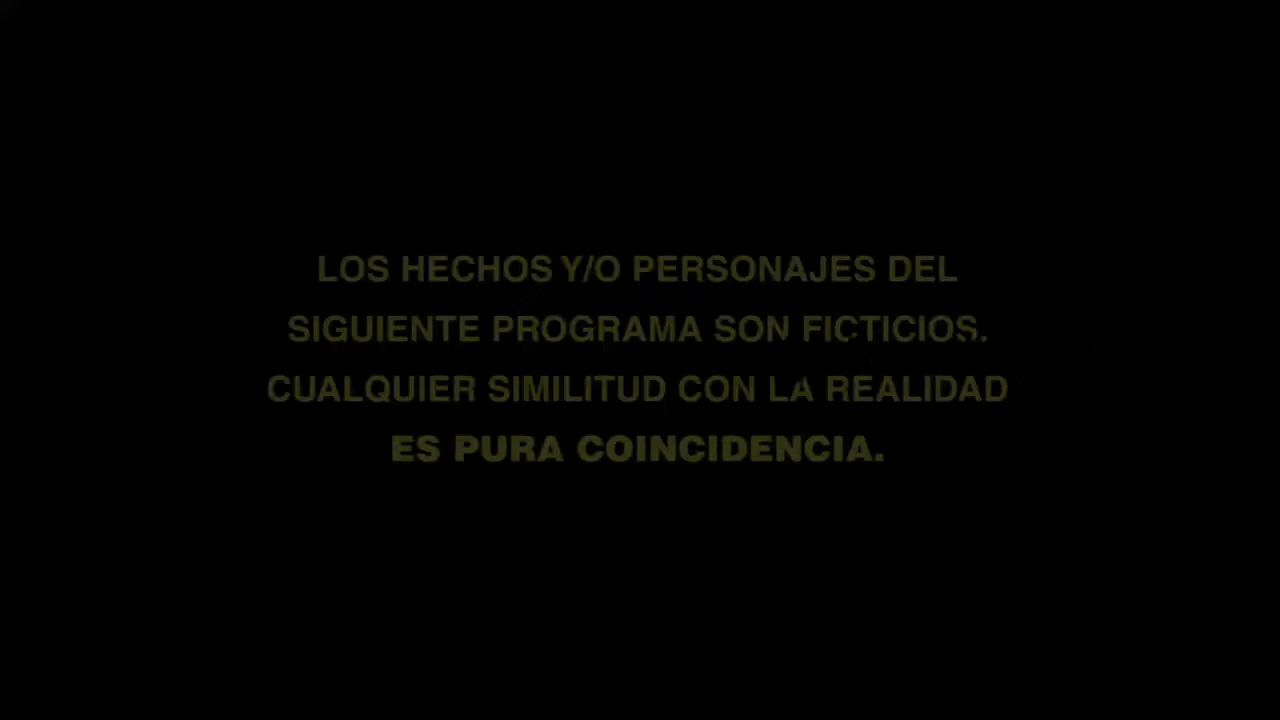 LOS HECHOS Y/O PERSONAJES DEL
SIGUIENTE PROGRAMA SON FICTICIOS.
CUALQUIER SIMILITUD CON LA REALIDAD
ES PURA COINCIDENCIA.